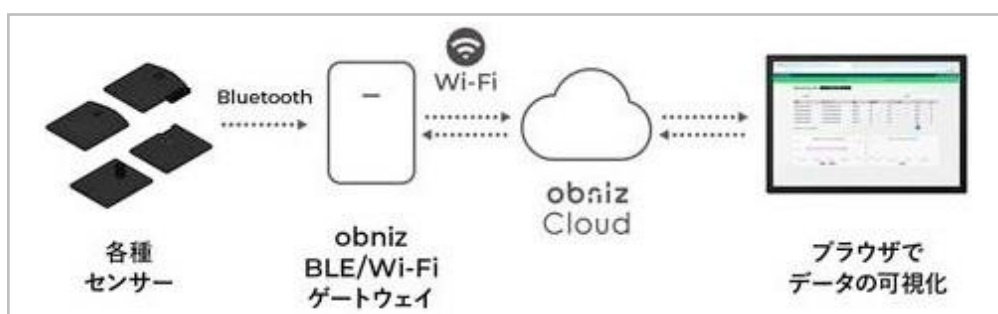 Bluetooth
Wi-Fi
各種
センサー
obniz
BLE/Wi-Fi
ゲートウェイ
obniz
Cloud
ブラウザで
データの可視化